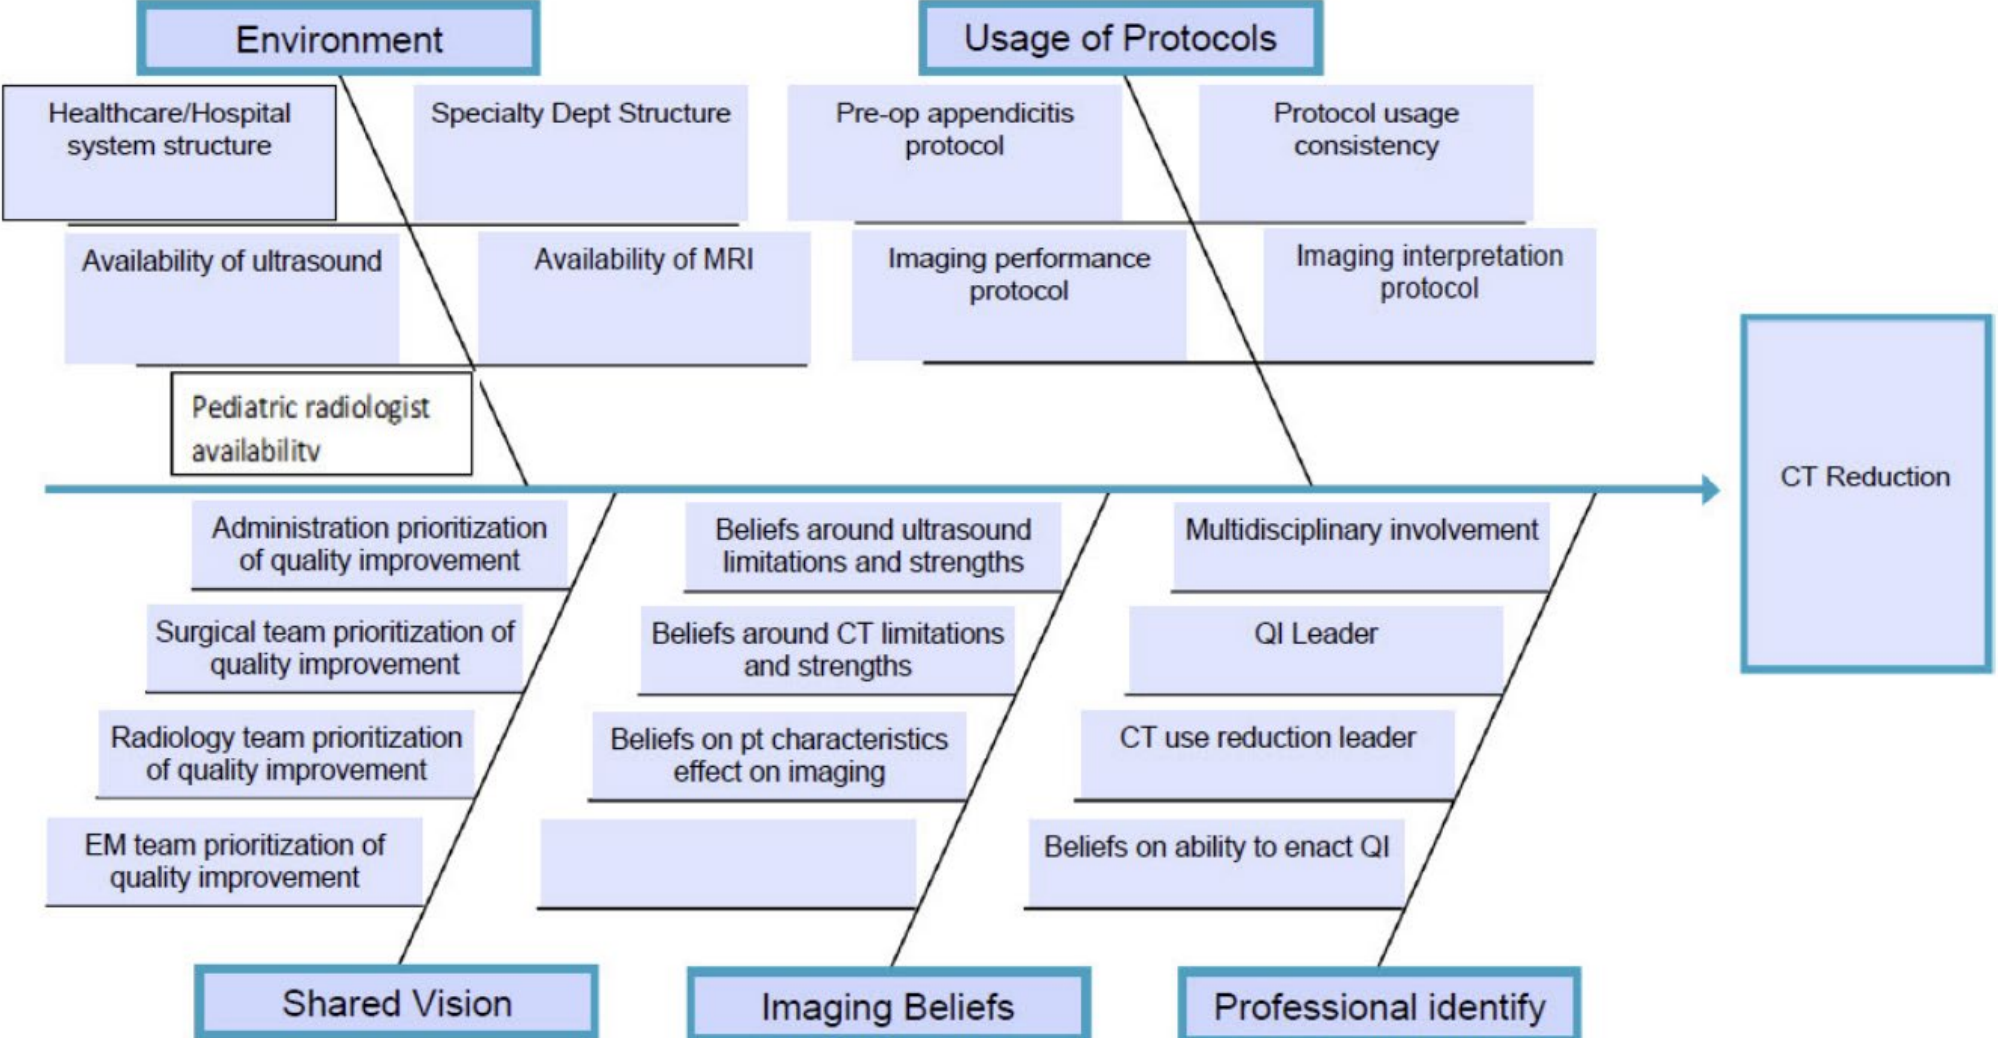 Environment
Usage of Protocols
Healthcare/Hospital
system structure
Specialty Dept Structure
Pre-op appendicitis
protocol
Protocol usage
consistency
Availability of ultrasound
Availability of MRI
Imaging performance
protocol
Imaging interpretation
protocol
Pediatric radiologist
availability
CT Reduction
Administration prioritization
of quality improvement
Beliefs around ultrasound
limitations and strengths
Multidisciplinary involvement
Surgical team prioritization of
quality improvement
Beliefs around CT limitations
and strengths
QI Leader
Radiology team prioritization
of quality improvement
Beliefs on pt characteristics
effect on imaging
CT use reduction leader
EM team prioritization of
quality improvement
Beliefs on ability to enact QI
Shared Vision
Imaging Beliefs
Professional identify